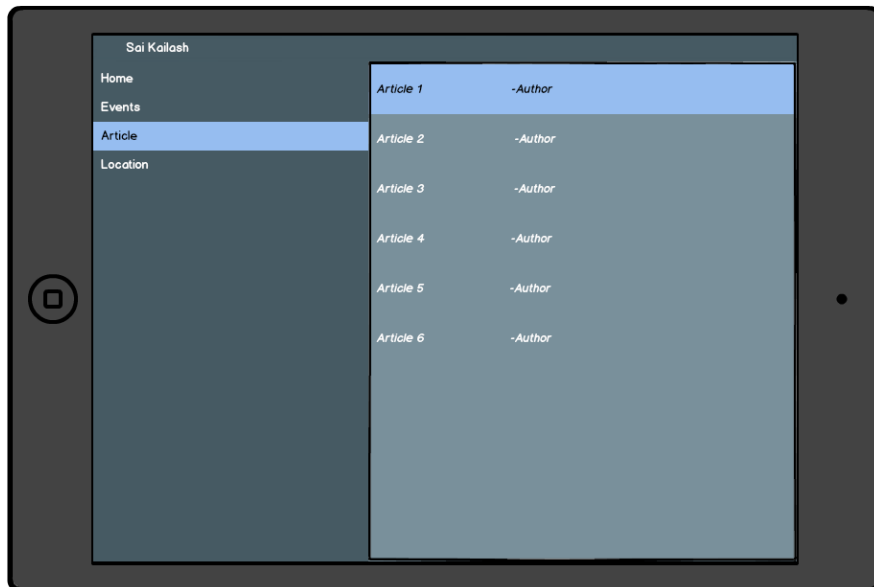 Sai Kailash
Home
Events
Article
Location
Article 1 -Author
Article 2 -Author
Article 3 -Author
Article 4 -Author
Article 5 -Author
Article 6 -Author